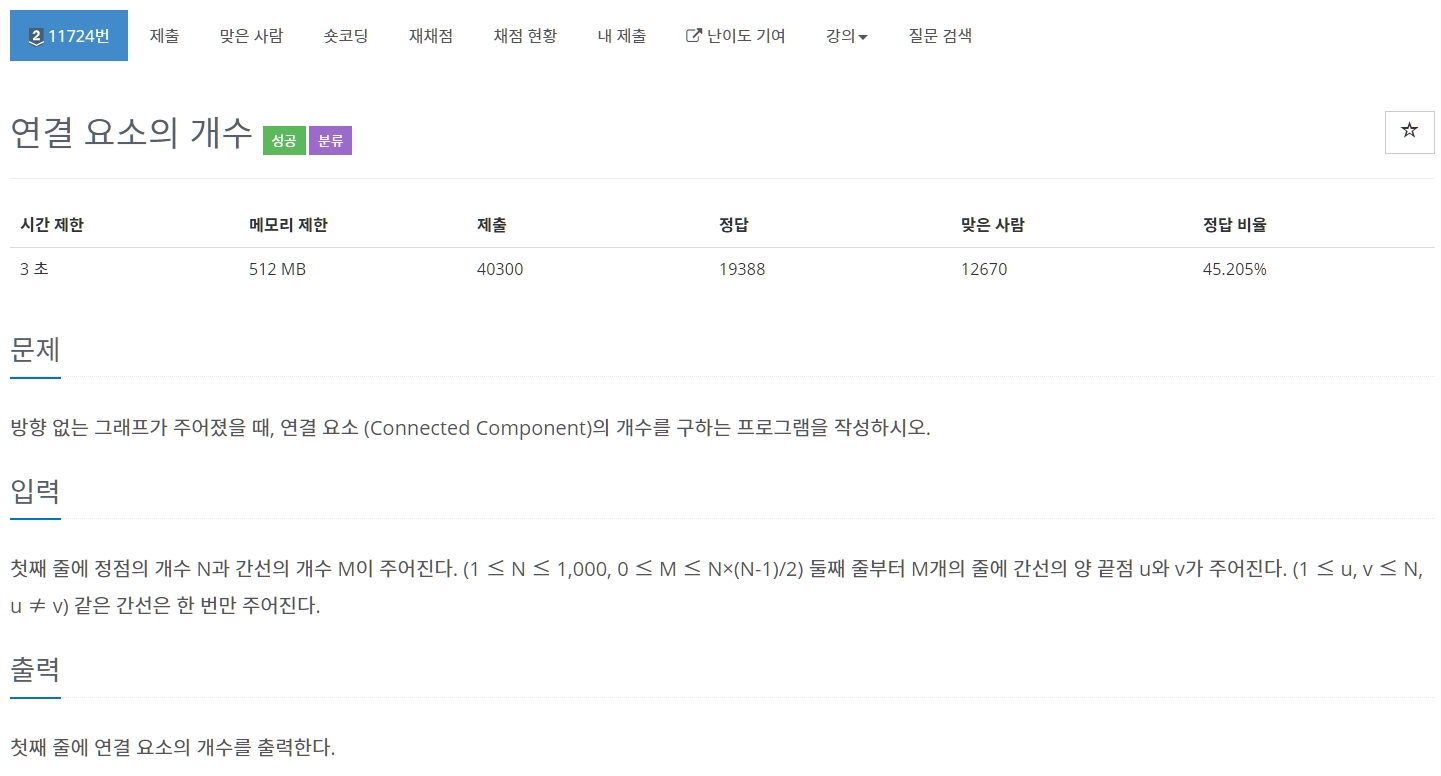 2 11724번 제출 맞은 사람 숏코딩 재채점 채점 현황 내 제출 난이도 기여 강의 질문 검색
연결 요소의 개수 성공 분류
시간 제한 메모리 제한 제출 정답 맞은 사람 정답 비율
3 초 512 MB 40300 19388 12670 45.205%
문제
방향 없는 그래프가 주어졌을 때, 연결 요소 (Connected Component)의 개수를 구하는 프로그램을 작성하시오.
입력
첫째 줄에 정점의 개수 N과 간선의 개수 M이 주어진다. (1 ≤ N ≤ 1,000, 0 ≤ M ≤ N×(N-1)/2) 둘째 줄부터 M개의 줄에 간선의 양 끝점 u와 v가 주어진다. (1 ≤ u, v ≤ N,
u ≠ v) 같은 간선은 한 번만 주어진다.
출력
첫째 줄에 연결 요소의 개수를 출력한다.